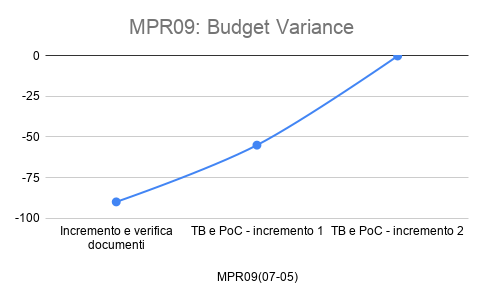 MPR09: Budget Variance
0
-25
-50
-75
-100
Incremento e verifica
documenti
TB e PoC - incremento 1
TB e PoC - incremento 2
MPR09(07-05)